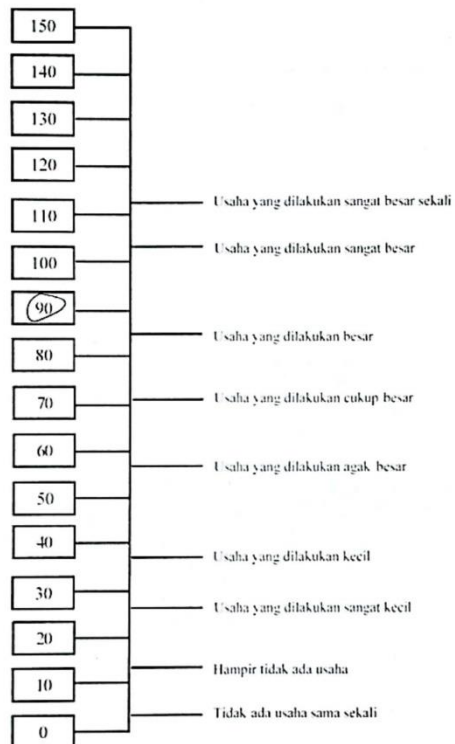 150
140
130
120
Usaha yang dilakukan sangat besar sekali
110
Usaha yang dilakukan sangat besar
100
90
Usaha yang dilakukan besar
80
70
Usaha yang dilakukan cukup besar
60
Usaha yang dilakukan agak besar
50
40
Usaha yang dilakukan kecil
30
Usaha yang dilakukan sangat kecil
20
Hampir tidak ada usaha
10
Tidak ada usaha sama sekali
0